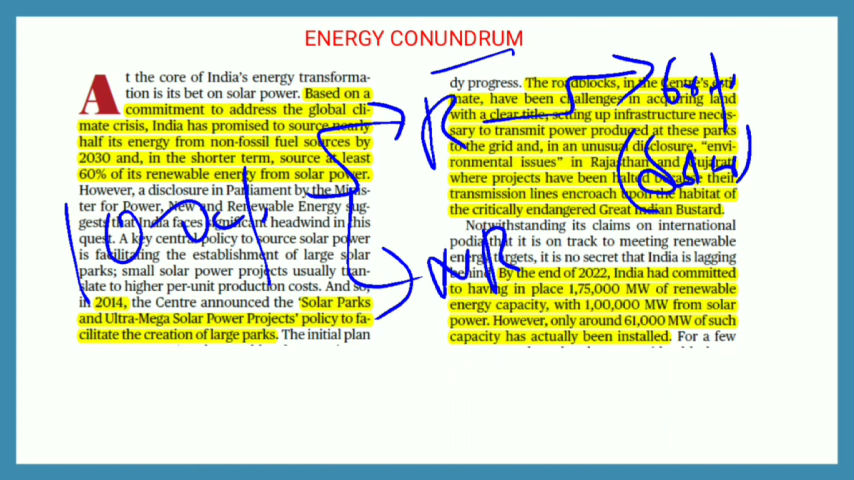 ENERGY CONUNDRUM
At the core of India's energy transforma-
tion is its bet on solar power. Based on a
commitment to address the global cli-
mate crisis, India has promised to source nearly
half its energy from non-fossil fuel sources by
2030 and, in the shorter term, source at least
60% of its renewable energy from solar power.
However, a disclosure in Parliament by the Minis-
ter for Power, New and Renewable Energy sug-
gests that India faces significant headwind in this
quest. A key central policy to source solar power
is facilitating the establishment of large solar
parks; small solar power projects usually tran-
slate to higher per-unit production costs. And so,
in 2014, the Centre announced the 'Solar Parks
and Ultra-Mega Solar Power Projects' policy to fa-
cilitate the creation of large parks. The initial plan
dy progress. The roadblocks, in the Centre's esti-
mate, have been challenges in acquiring land
with a clear title, setting up infrastructure neces-
sary to transmit power produced at these parks
to the grid and, in an unusual disclosure, "envi-
ronmental issues" in Rajasthan and Gujarat
where projects have been halted because their
transmission lines encroach upon the habitat of
the critically endangered Great Indian Bustard.
Notwithstanding its claims on international
podia that it is on track to meeting renewable
energy targets, it is no secret that India is lagging
behind. By the end of 2022, India had committed
to having in place 1,75,000 MW of renewable
energy capacity, with 1,00,000 MW from solar
power. However, only around 61,000 MW of such
capacity has actually been installed. For a few
100%
R
60%
NR